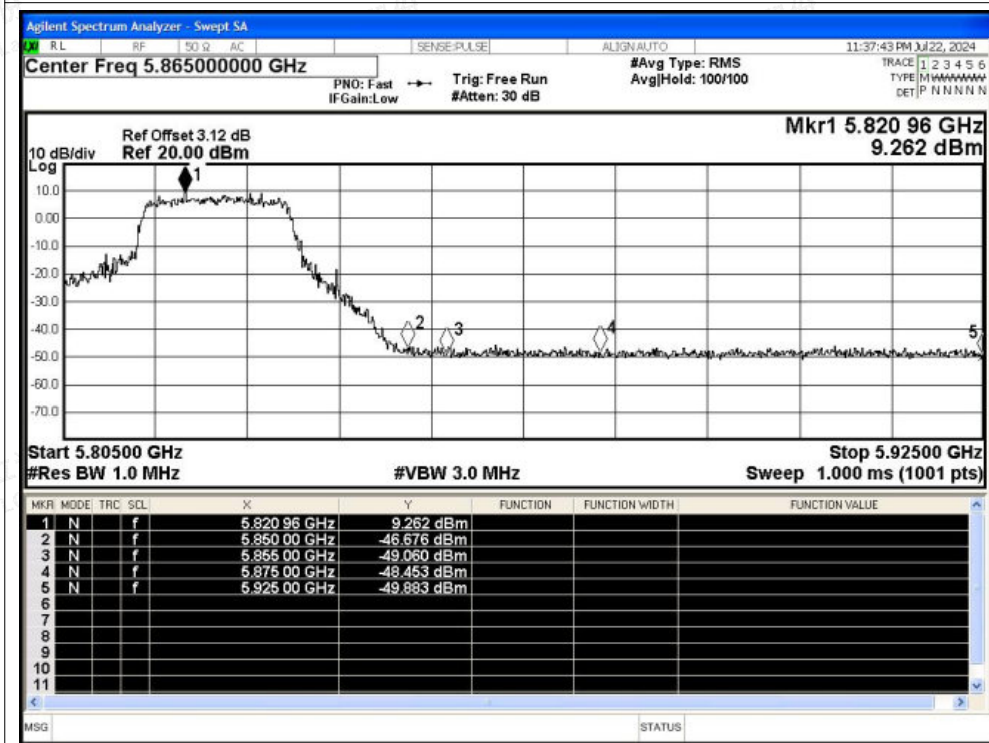 Agilent Spectrum Analyzer - Swept SA
LXI RL RF 50 Ω AC SENSE:PULSE ALIGN AUTO 11:37:43 PM Jul 22, 2024
Center Freq 5.865000000 GHz
PNO: Fast
IFGain:Low
Trig: Free Run
#Atten: 30 dB
#Avg Type: RMS
Avg|Hold: 100/100
TRACE 1 2 3 4 5 6
TYPE MWWWWW
DET P N N N N N
Mkr1 5.820 96 GHz
9.262 dBm
Ref Offset 3.12 dB
10 dB/div Ref 20.00 dBm
Log
1
10.0
0.00
-10.0
-20.0
-30.0
-40.0
2 3 4 5
-50.0
-60.0
-70.0
Start 5.80500 GHz Stop 5.92500 GHz
#Res BW 1.0 MHz #VBW 3.0 MHz Sweep 1.000 ms (1001 pts)
MKR MODE TRC SCL X Y FUNCTION FUNCTION WIDTH FUNCTION VALUE
1 N f 5.820 96 GHz 9.262 dBm
2 N f 5.850 00 GHz -46.676 dBm
3 N f 5.855 00 GHz -49.060 dBm
4 N f 5.875 00 GHz -48.453 dBm
5 N f 5.925 00 GHz -49.883 dBm
6
7
8
9
10
11
MSG STATUS